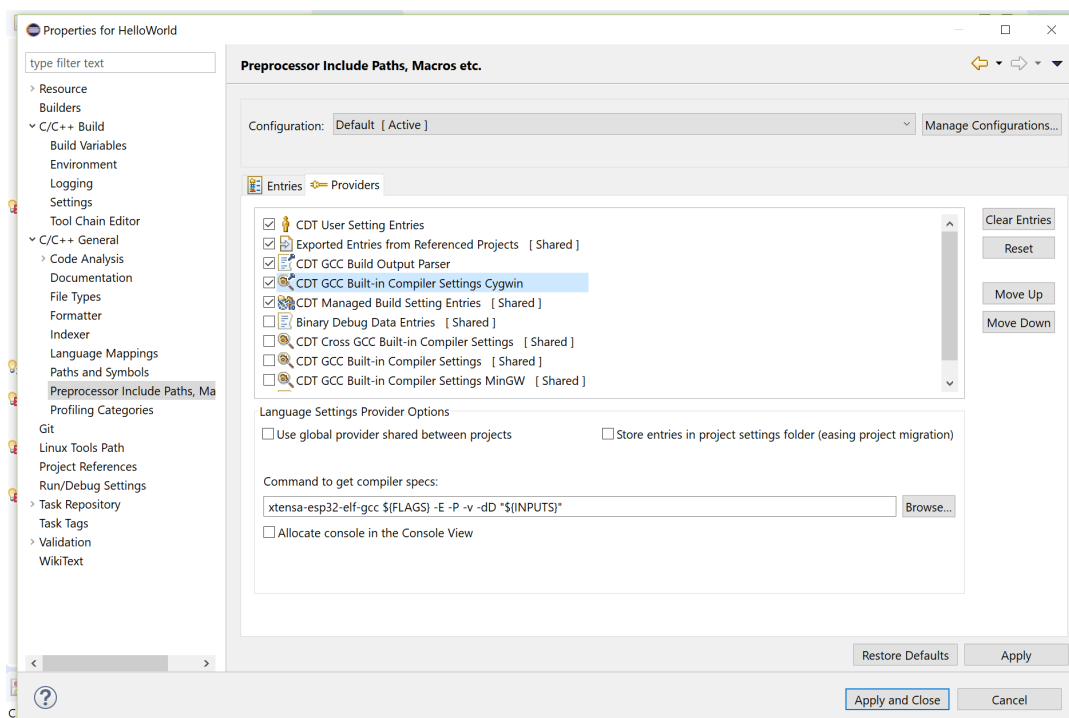 Properties for HelloWorld
type filter text
Resource
Builders
C/C++ Build
Build Variables
Environment
Logging
Settings
Tool Chain Editor
C/C++ General
Code Analysis
Documentation
File Types
Formatter
Indexer
Language Mappings
Paths and Symbols
Preprocessor Include Paths, Ma
Profiling Categories
Git
Linux Tools Path
Project References
Run/Debug Settings
Task Repository
Task Tags
Validation
WikiText
Preprocessor Include Paths, Macros etc.
Configuration: Default [ Active ] Manage Configurations...
Entries Providers
CDT User Setting Entries
Exported Entries from Referenced Projects [ Shared ]
CDT GCC Build Output Parser
CDT GCC Built-in Compiler Settings Cygwin
CDT Managed Build Setting Entries [ Shared ]
Binary Debug Data Entries [ Shared ]
CDT Cross GCC Built-in Compiler Settings [ Shared ]
CDT GCC Built-in Compiler Settings [ Shared ]
CDT GCC Built-in Compiler Settings MinGW [ Shared ]
Clear Entries
Reset
Move Up
Move Down
Language Settings Provider Options
Use global provider shared between projects Store entries in project settings folder (easing project migration)
Command to get compiler specs:
xtensa-esp32-elf-gcc ${FLAGS} -E -P -v -dD "${INPUTS}" Browse...
Allocate console in the Console View
Restore Defaults Apply
? Apply and Close Cancel